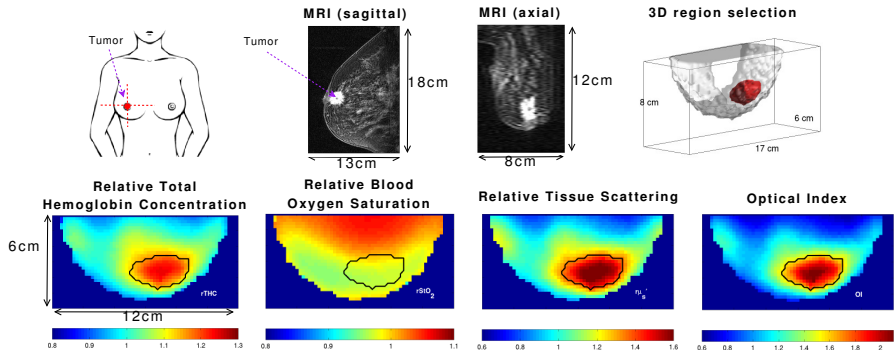 MRI (sagittal)
MRI (axial)
3D region selection
Tumor
Tumor
18cm
12cm
8 cm
6 cm
17 cm
13cm
8cm
Relative Total
Hemoglobin Concentration
Relative Blood
Oxygen Saturation
Relative Tissue Scattering
Optical Index
6cm
rTHC
rStO2
rμs'
OI
12cm
0.8 0.9 1 1.1 1.2 1.3
0.8 0.9 1 1.1
0.6 0.8 1 1.2 1.4 1.6
0.6 0.8 1 1.2 1.4 1.6 1.8 2